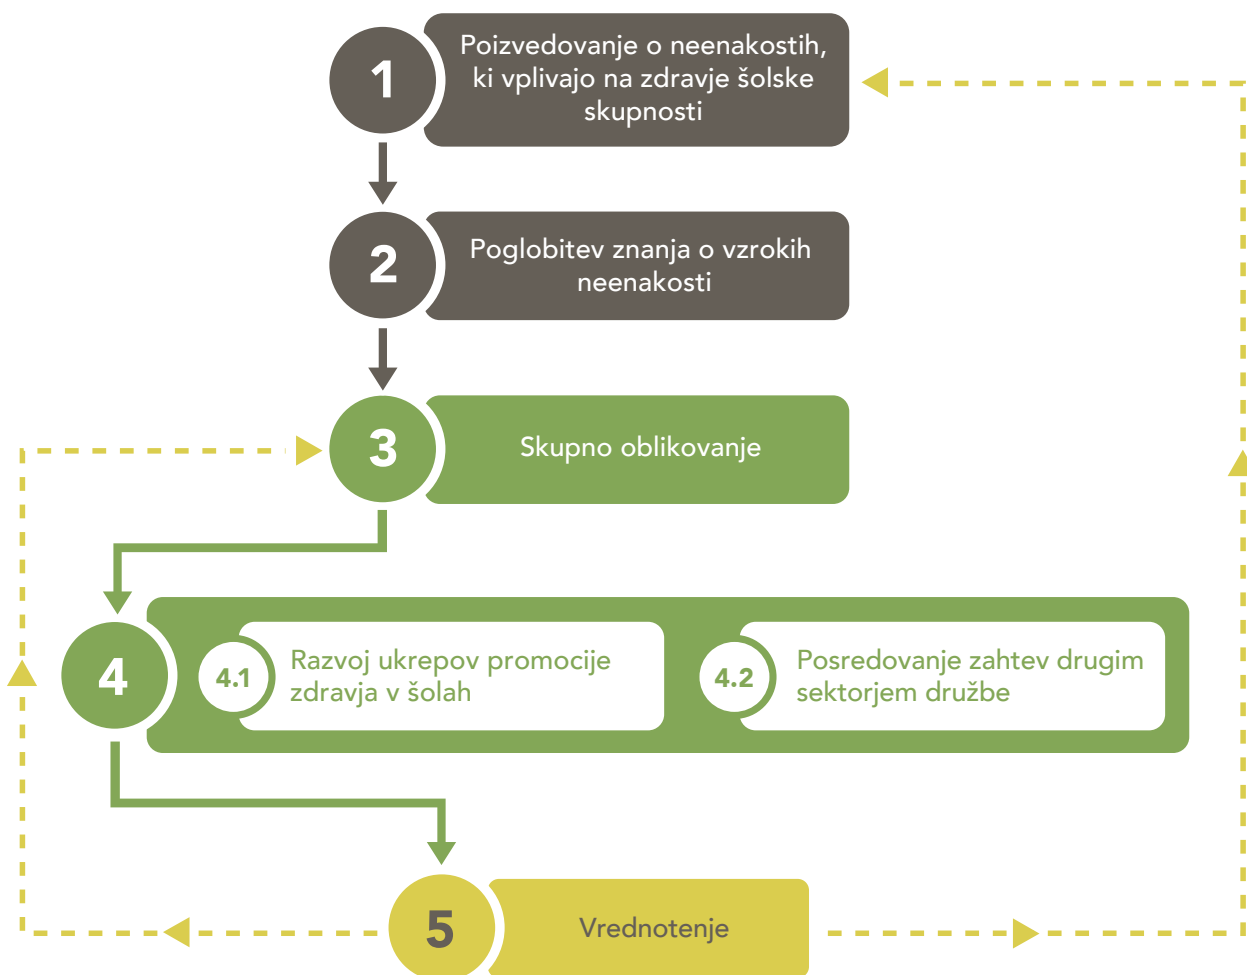 1
Poizvedovanje o neenakostih,
ki vplivajo na zdravje šolske
skupnosti
2
Poglobitev znanja o vzrokih
neenakosti
3
Skupno oblikovanje
4
4.1
Razvoj ukrepov promocije
zdravja v šolah
4.2
Posredovanje zahtev drugim
sektorjem družbe
5
Vrednotenje